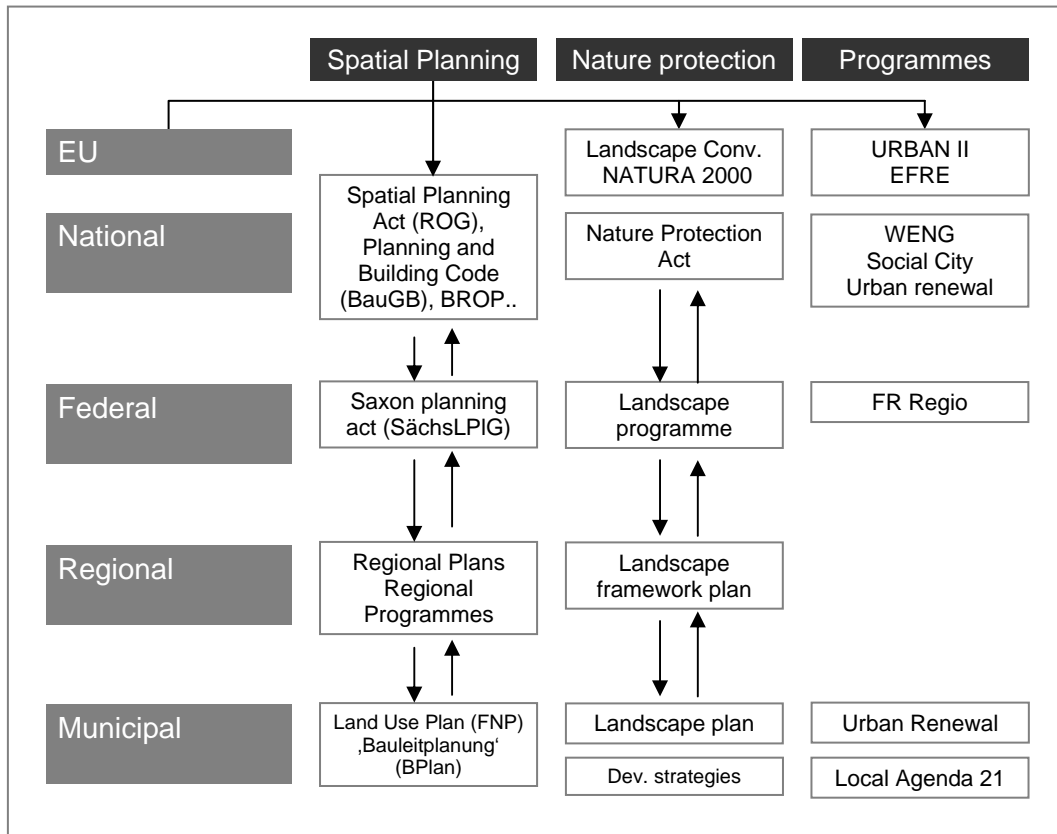 Spatial Planning
Nature protection
Programmes
EU
Landscape Conv.
NATURA 2000
URBAN II
EFRE
National
Spatial Planning
Act (ROG),
Planning and
Building Code
(BauGB), BROP..
Nature Protection
Act
WENG
Social City
Urban renewal
Federal
Saxon planning
act (SächsLPlG)
Landscape
programme
FR Regio
Regional
Regional Plans
Regional
Programmes
Landscape
framework plan
Municipal
Land Use Plan (FNP)
‚Bauleitplanung‘
(BPlan)
Landscape plan
Dev. strategies
Urban Renewal
Local Agenda 21